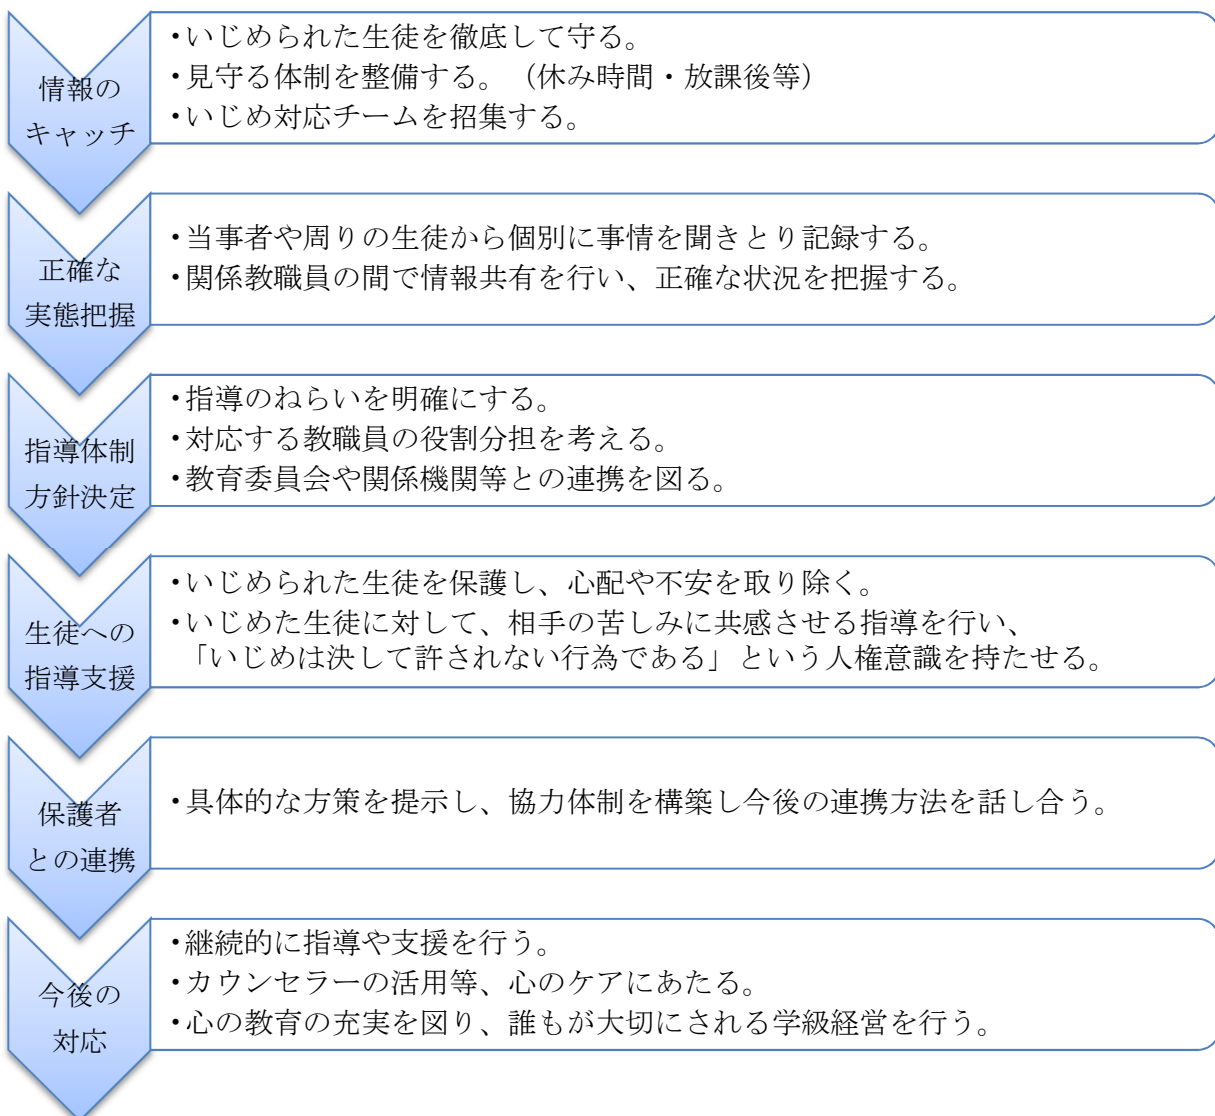 情報の
キャッチ
・いじめられた生徒を徹底して守る。
・見守る体制を整備する。（休み時間・放課後等）
・いじめ対応チームを招集する。
正確な
実態把握
・当事者や周りの生徒から個別に事情を聞きとり記録する。
・関係教職員の間で情報共有を行い、正確な状況を把握する。
指導体制
方針決定
・指導のねらいを明確にする。
・対応する教職員の役割分担を考える。
・教育委員会や関係機関等との連携を図る。
生徒への
指導支援
・いじめられた生徒を保護し、心配や不安を取り除く。
・いじめた生徒に対して、相手の苦しみに共感させる指導を行い、
「いじめは決して許されない行為である」という人権意識を持たせる。
保護者
との連携
・具体的な方策を提示し、協力体制を構築し今後の連携方法を話し合う。
今後の
対応
・継続的に指導や支援を行う。
・カウンセラーの活用等、心のケアにあたる。
・心の教育の充実を図り、誰もが大切にされる学級経営を行う。